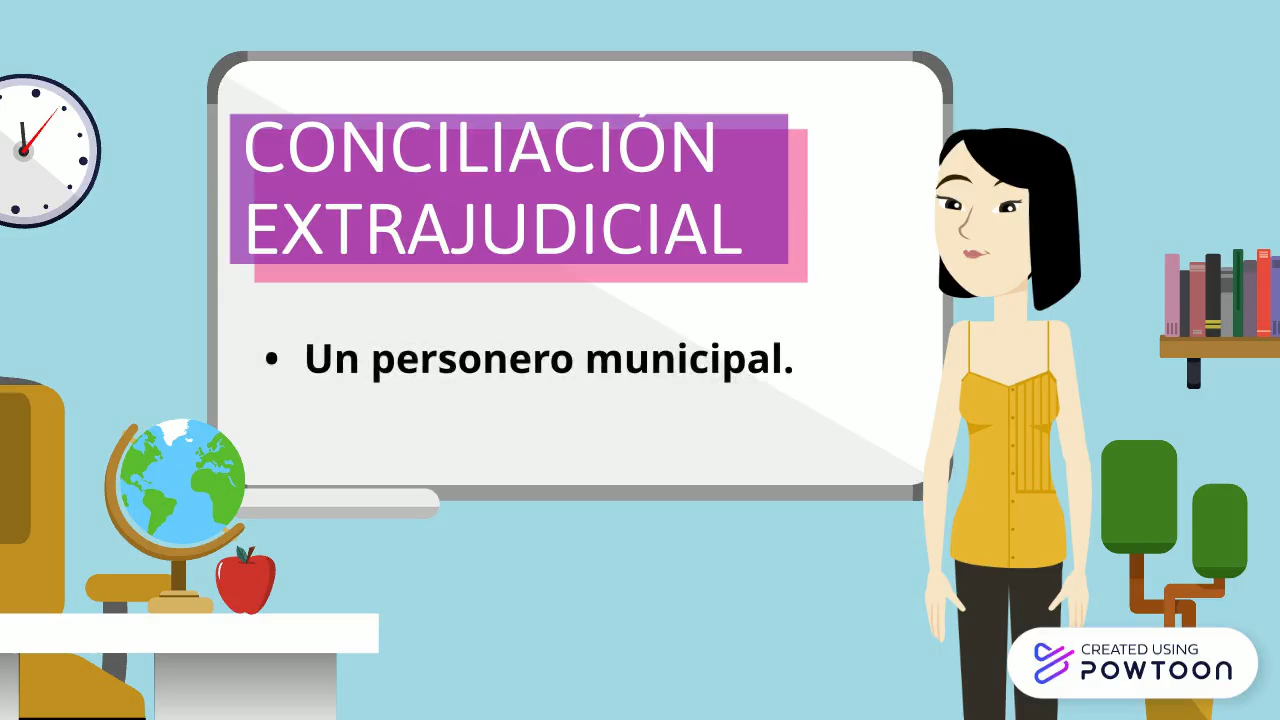 CONCILIACIÓN
EXTRAJUDICIAL
• Un personero municipal.
CREATED USING
POWTOON